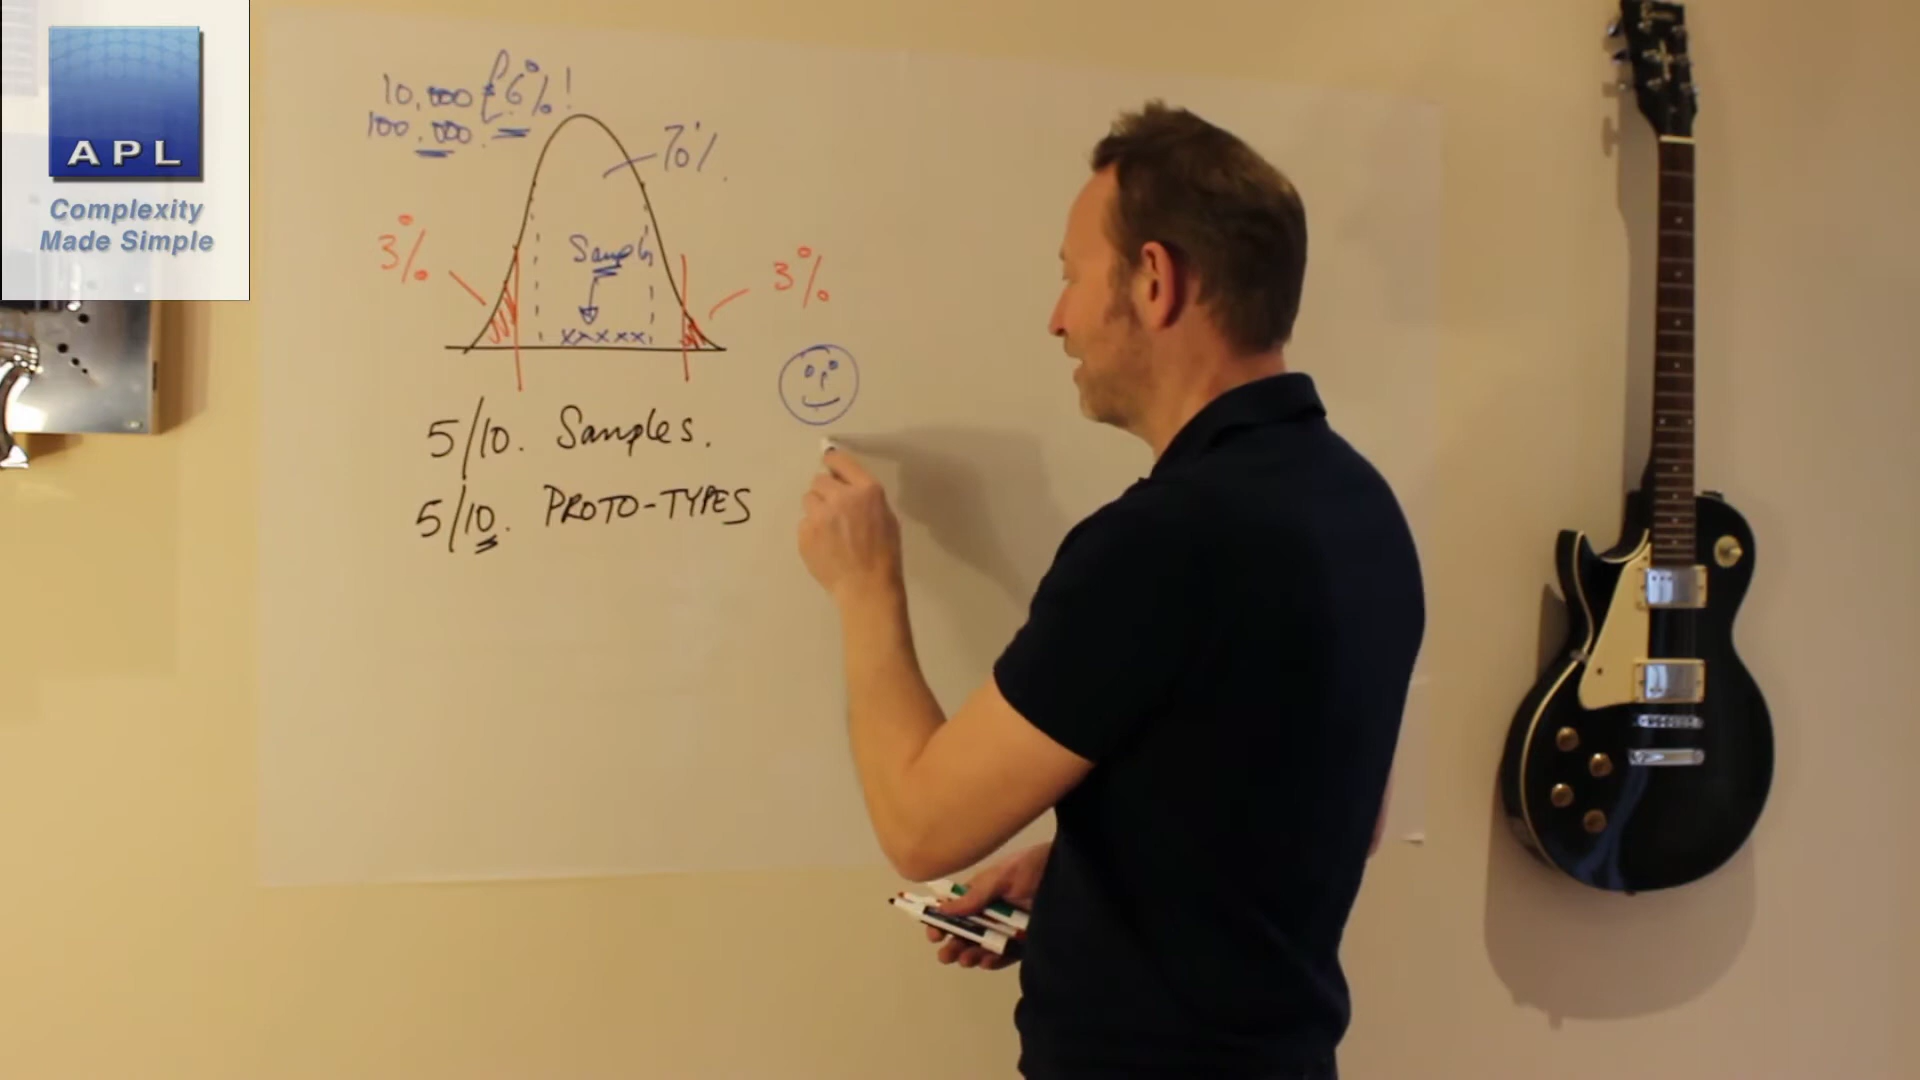 APL
Complexity
Made Simple
10,000 £6%!
100,000.
70%
3%
Sample
3%
xxxxxx
5/10. Samples.
5/10. PROTO-TYPES